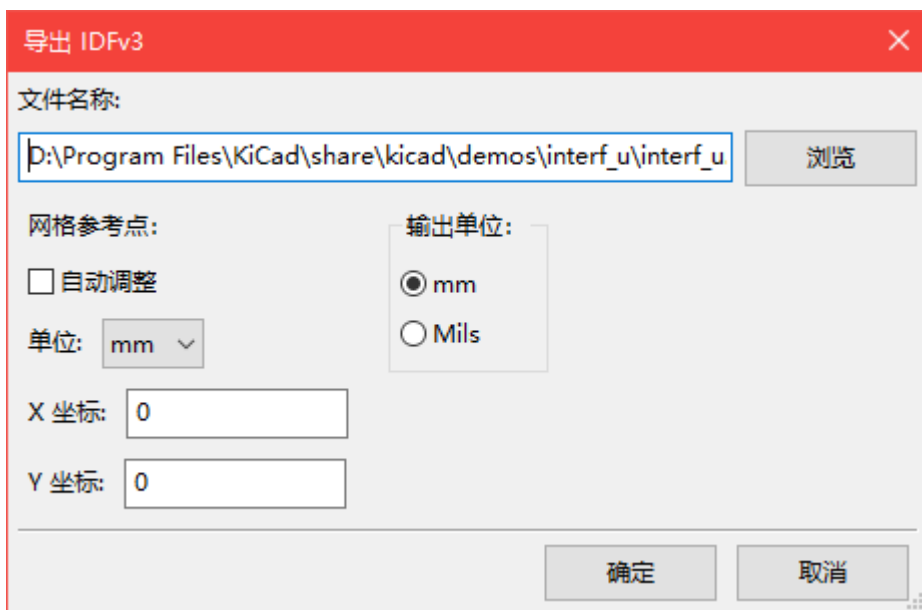 导出 IDFv3
文件名称:
D:\Program Files\KiCad\share\kicad\demos\interf_u\interf_u
浏览
网格参考点:
输出单位:
自动调整
mm
单位: mm
Mils
X 坐标: 0
Y 坐标: 0
确定
取消